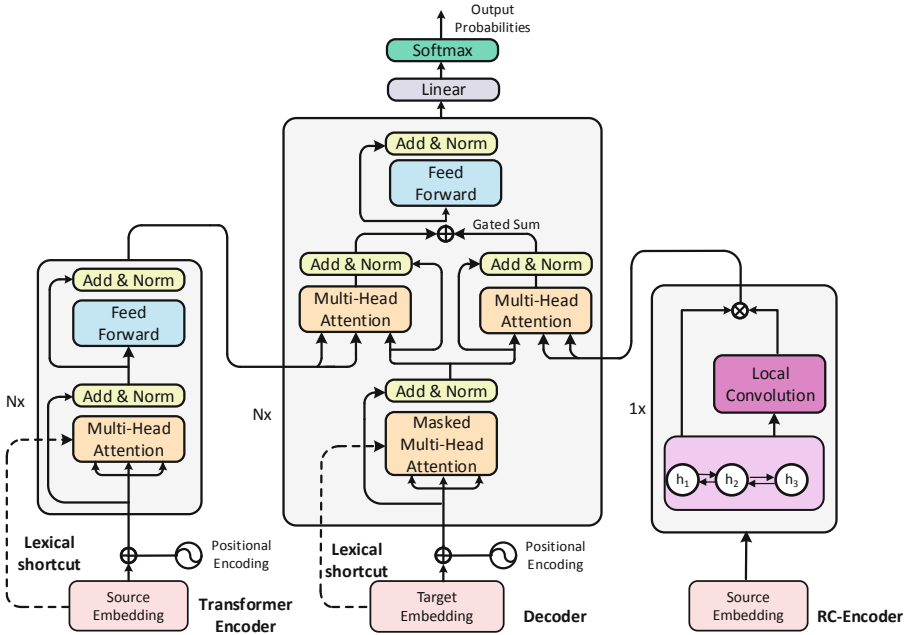 Output
Probabilities
Softmax
Linear
Add & Norm
Feed
Forward
Gated Sum
Add & Norm
Multi-Head
Attention
Add & Norm
Multi-Head
Attention
Add & Norm
Masked
Multi-Head
Attention
Nx
Lexical
shortcut
Positional
Encoding
Target
Embedding
Decoder
Add & Norm
Feed
Forward
Add & Norm
Multi-Head
Attention
Nx
Lexical
shortcut
Positional
Encoding
Source
Embedding
Transformer
Encoder
Local
Convolution
1x
h1
h2
h3
Source
Embedding
RC-Encoder